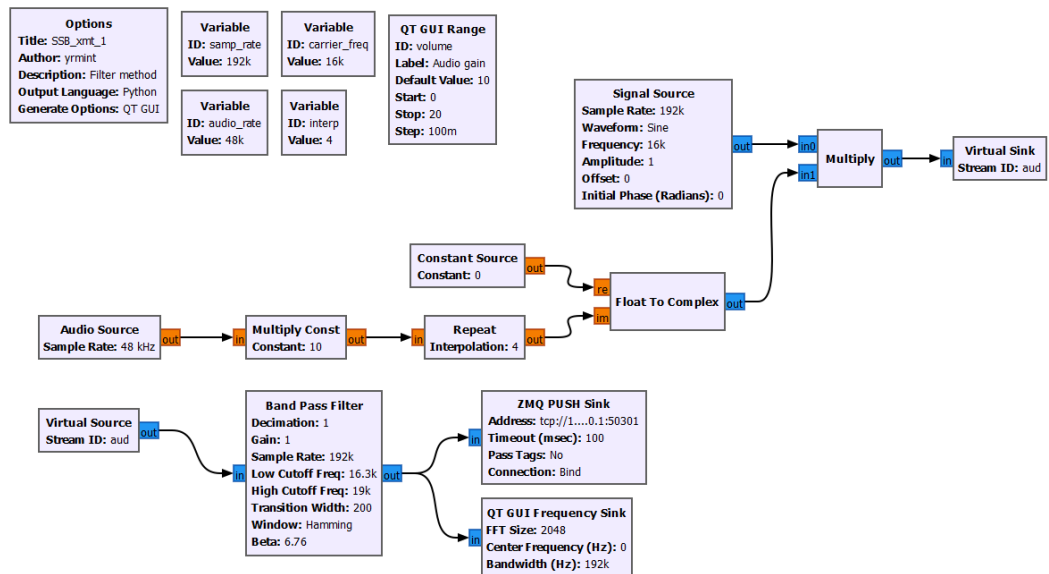 Options
Title: SSB_xmt_1
Author: yrmint
Description: Filter method
Output Language: Python
Generate Options: QT GUI
Variable
ID: samp_rate
Value: 192k
Variable
ID: carrier_freq
Value: 16k
Variable
ID: audio_rate
Value: 48k
Variable
ID: interp
Value: 4
QT GUI Range
ID: volume
Label: Audio gain
Default Value: 10
Start: 0
Stop: 20
Step: 100m
Signal Source
Sample Rate: 192k
Waveform: Sine
Frequency: 16k
Amplitude: 1
Offset: 0
Initial Phase (Radians): 0
out
in0
in1
Multiply
out
in
Virtual Sink
Stream ID: aud
Constant Source
Constant: 0
out
re
im
Float To Complex
out
Audio Source
Sample Rate: 48 kHz
out
in
Multiply Const
Constant: 10
out
in
Repeat
Interpolation: 4
out
Virtual Source
Stream ID: aud
out
in
Band Pass Filter
Decimation: 1
Gain: 1
Sample Rate: 192k
Low Cutoff Freq: 16.3k
High Cutoff Freq: 19k
Transition Width: 200
Window: Hamming
Beta: 6.76
out
in
ZMQ PUSH Sink
Address: tcp://1....0.1:50301
Timeout (msec): 100
Pass Tags: No
Connection: Bind
in
QT GUI Frequency Sink
FFT Size: 2048
Center Frequency (Hz): 0
Bandwidth (Hz): 192k